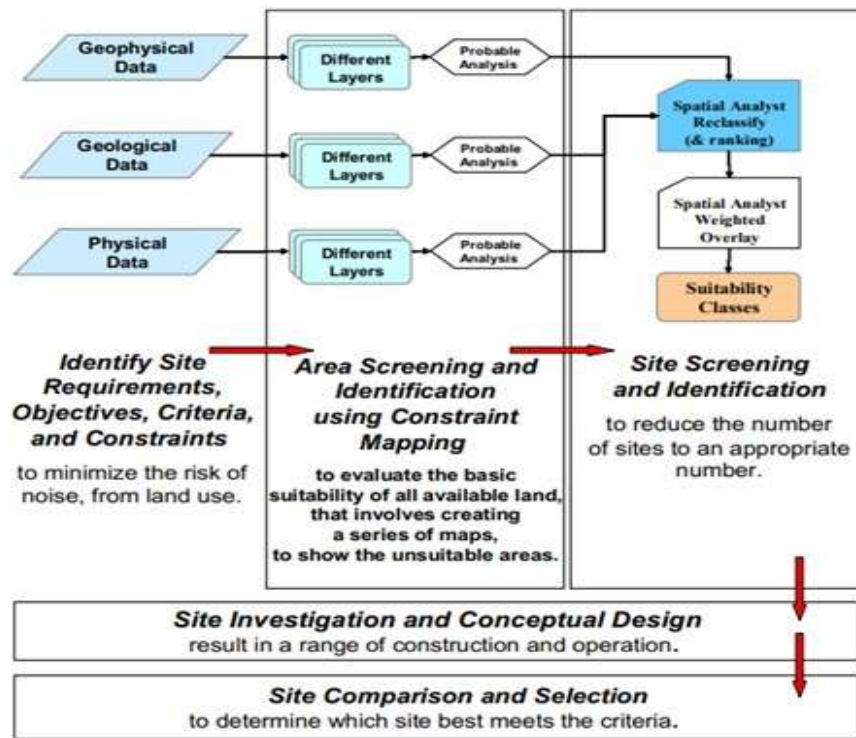 Geophysical
Data
Different
Layers
Probable
Analysis
Geological
Data
Different
Layers
Probable
Analysis
Physical
Data
Different
Layers
Probable
Analysis
Spatial Analyst
Reclassify
(& ranking)
Spatial Analyst
Weighted
Overlay
Suitability
Classes
Identify Site
Requirements,
Objectives, Criteria,
and Constraints
to minimize the risk of
noise, from land use.
Area Screening and
Identification
using Constraint
Mapping
to evaluate the basic
suitability of all available land,
that involves creating
a series of maps,
to show the unsuitable areas.
Site Screening
and Identification
to reduce the number
of sites to an appropriate
number.
Site Investigation and Conceptual Design
result in a range of construction and operation.
Site Comparison and Selection
to determine which site best meets the criteria.